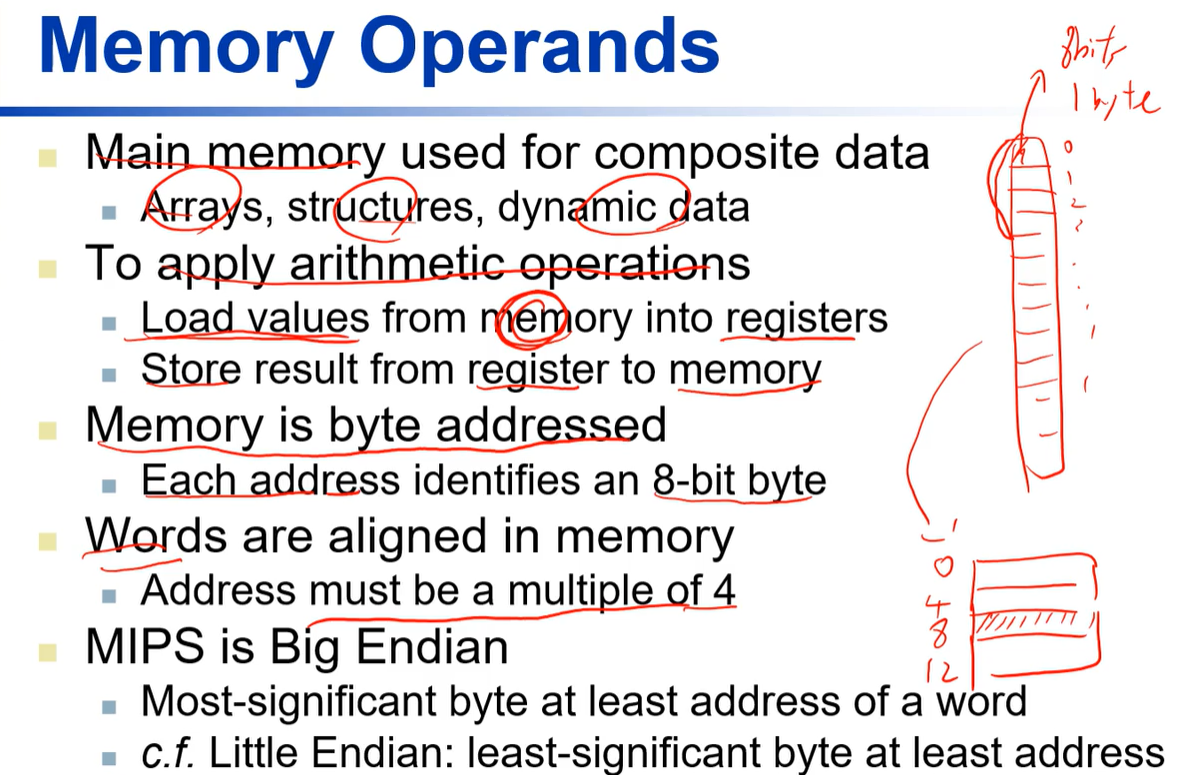 Memory Operands
8bits
1 byte
Main memory used for composite data
Arrays, structures, dynamic data
To apply arithmetic operations
Load values from memory into registers
Store result from register to memory
Memory is byte addressed
Each address identifies an 8-bit byte
Words are aligned in memory
Address must be a multiple of 4
MIPS is Big Endian
Most-significant byte at least address of a word
c.f. Little Endian: least-significant byte at least address
0
1
2
0
4
8
12